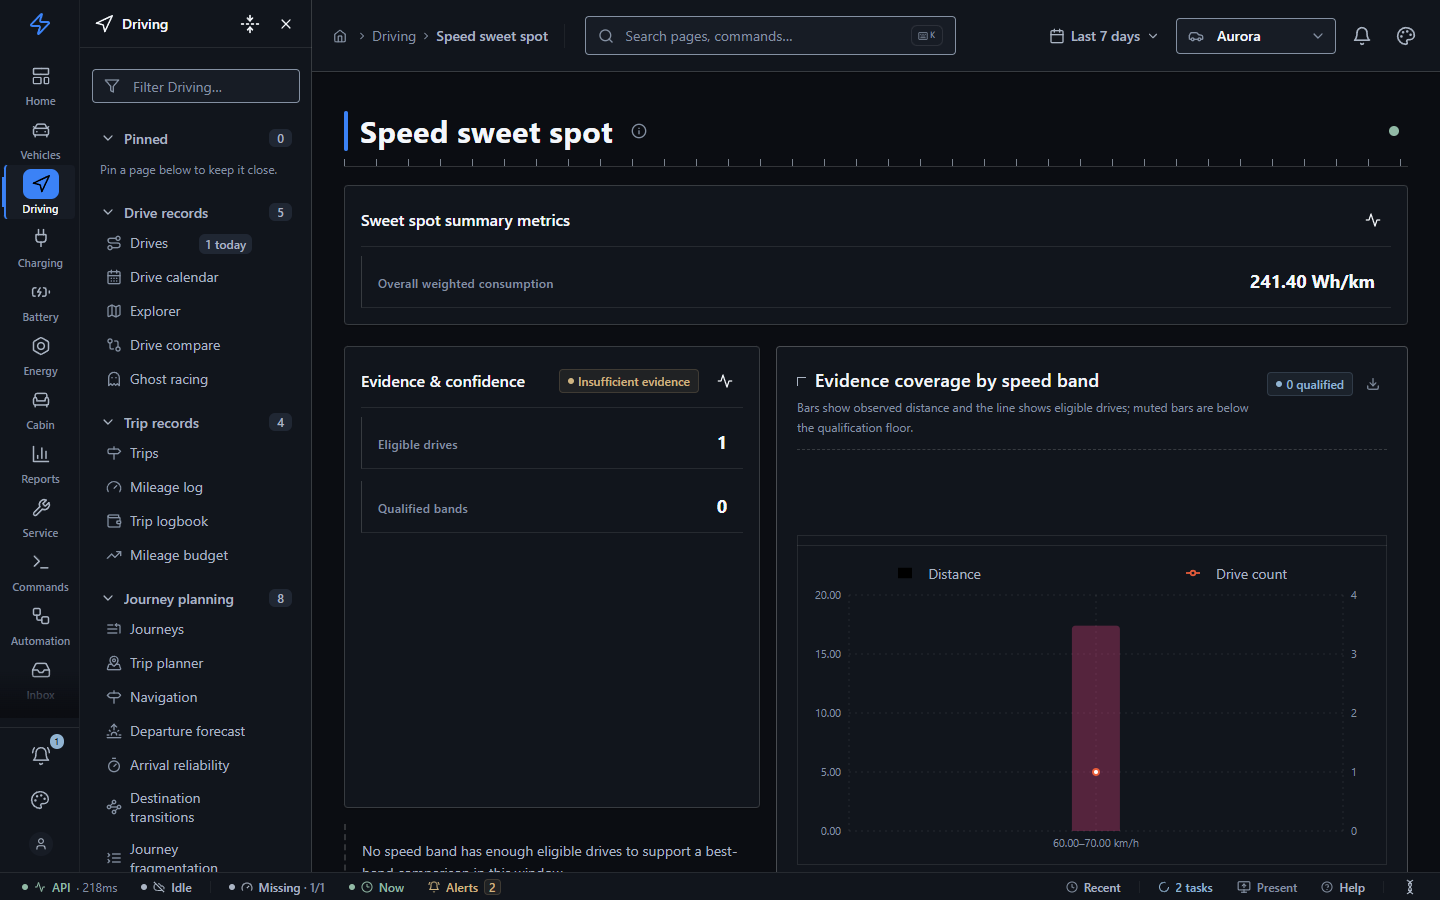 Home
Vehicles
Driving
Charging
Battery
Energy
Cabin
Reports
Service
Commands
Automation
Inbox
1
Driving
Filter Driving...
Pinned 0
Pin a page below to keep it close.
Drive records 5
Drives 1 today
Drive calendar
Explorer
Drive compare
Ghost racing
Trip records 4
Trips
Mileage log
Trip logbook
Mileage budget
Journey planning 8
Journeys
Trip planner
Navigation
Departure forecast
Arrival reliability
Destination
transitions
Journey
fragmentation
Driving Speed sweet spot
Search pages, commands... K
Last 7 days
Aurora
Speed sweet spot
Sweet spot summary metrics
Overall weighted consumption 241.40 Wh/km
Evidence & confidence Insufficient evidence
Eligible drives 1
Qualified bands 0
No speed band has enough eligible drives to support a best-
band comparison in this window.
Evidence coverage by speed band 0 qualified
Bars show observed distance and the line shows eligible drives; muted bars are below
the qualification floor.
Distance Drive count
20.00 4
15.00 3
10.00 2
5.00 1
0.00 0
60.00–70.00 km/h
API · 218ms Idle Missing · 1/1 Now Alerts 2 Recent 2 tasks Present Help